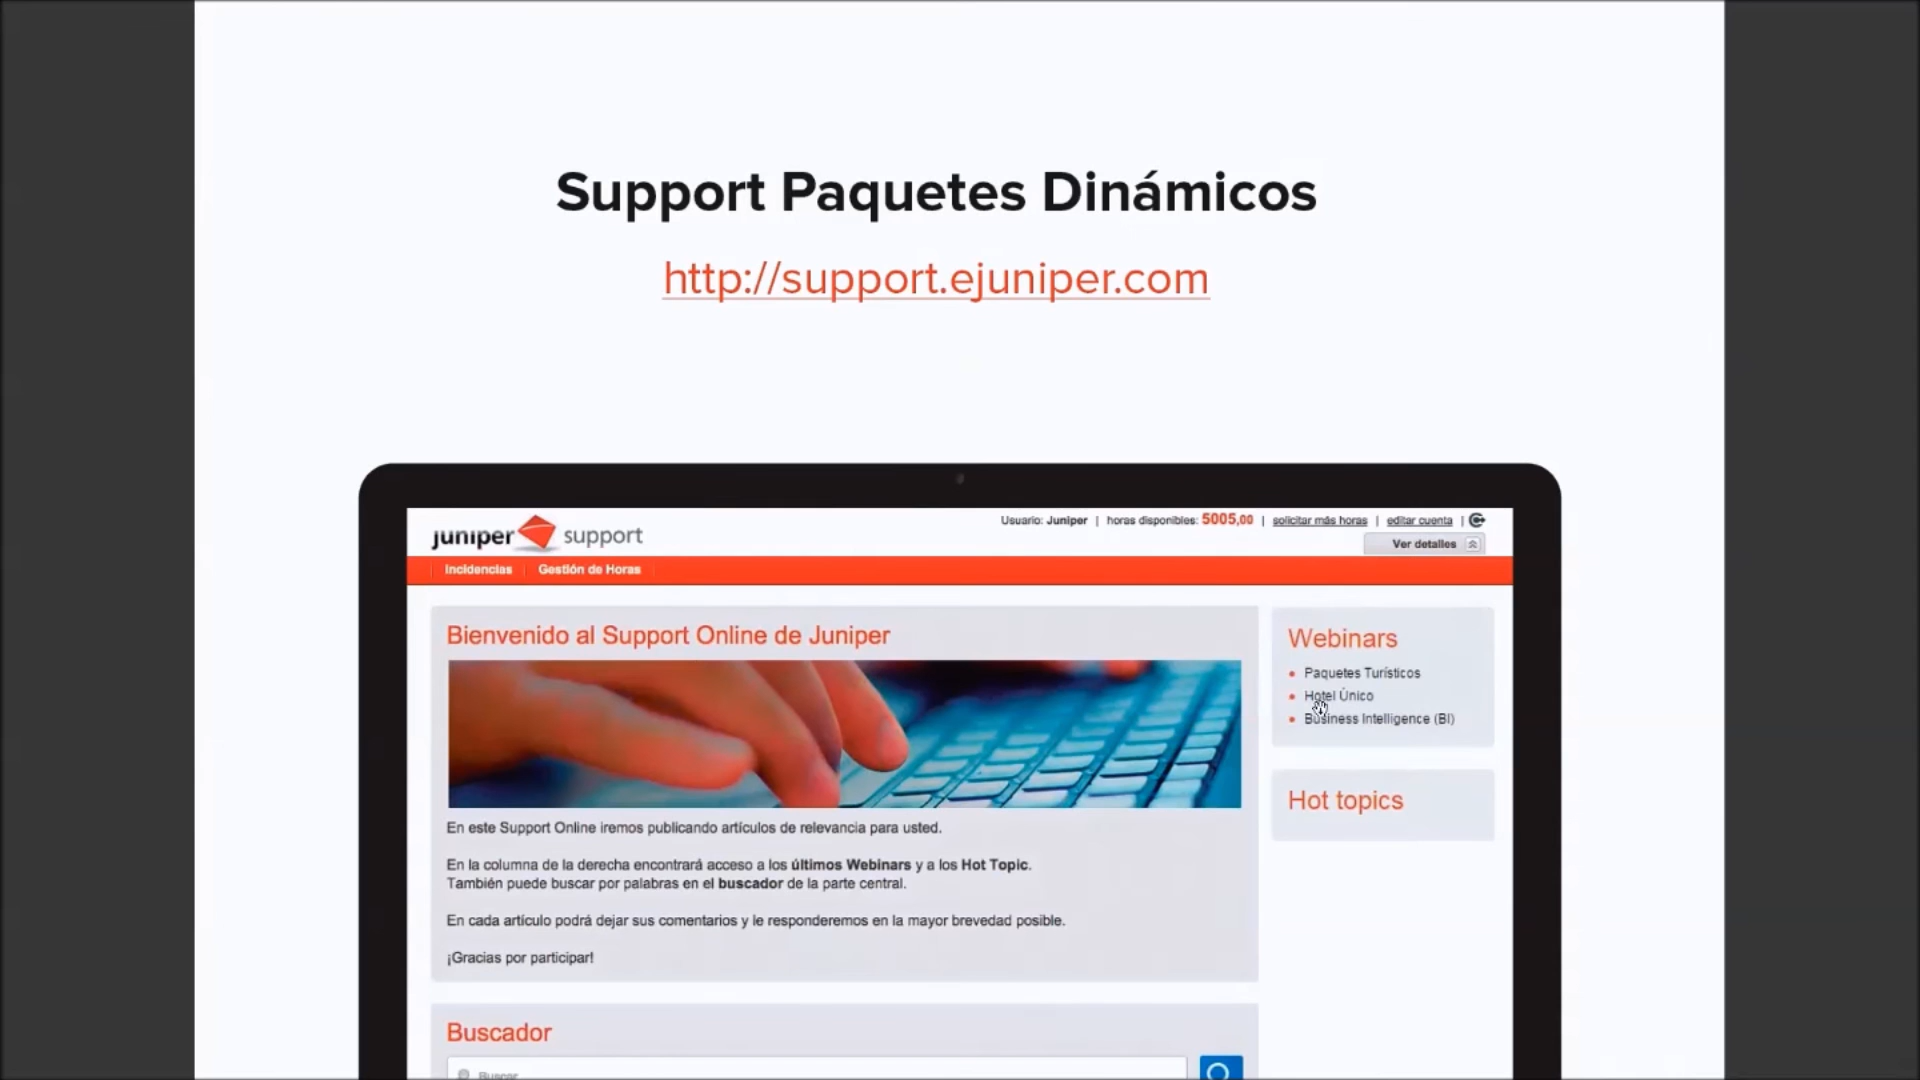 Support Paquetes Dinámicos
http://support.ejuniper.com
juniper support
Usuario: Juniper | horas disponibles: 5005,00 | solicitar más horas | editar cuenta |
Ver detalles
Incidencias | Gestión de Horas
Bienvenido al Support Online de Juniper
En este Support Online iremos publicando artículos de relevancia para usted.
En la columna de la derecha encontrará acceso a los últimos Webinars y a los Hot Topic.
También puede buscar por palabras en el buscador de la parte central.
En cada artículo podrá dejar sus comentarios y le responderemos en la mayor brevedad posible.
¡Gracias por participar!
Webinars
Paquetes Turísticos
Hotel Único
Business Intelligence (BI)
Hot topics
Buscador
Buscar